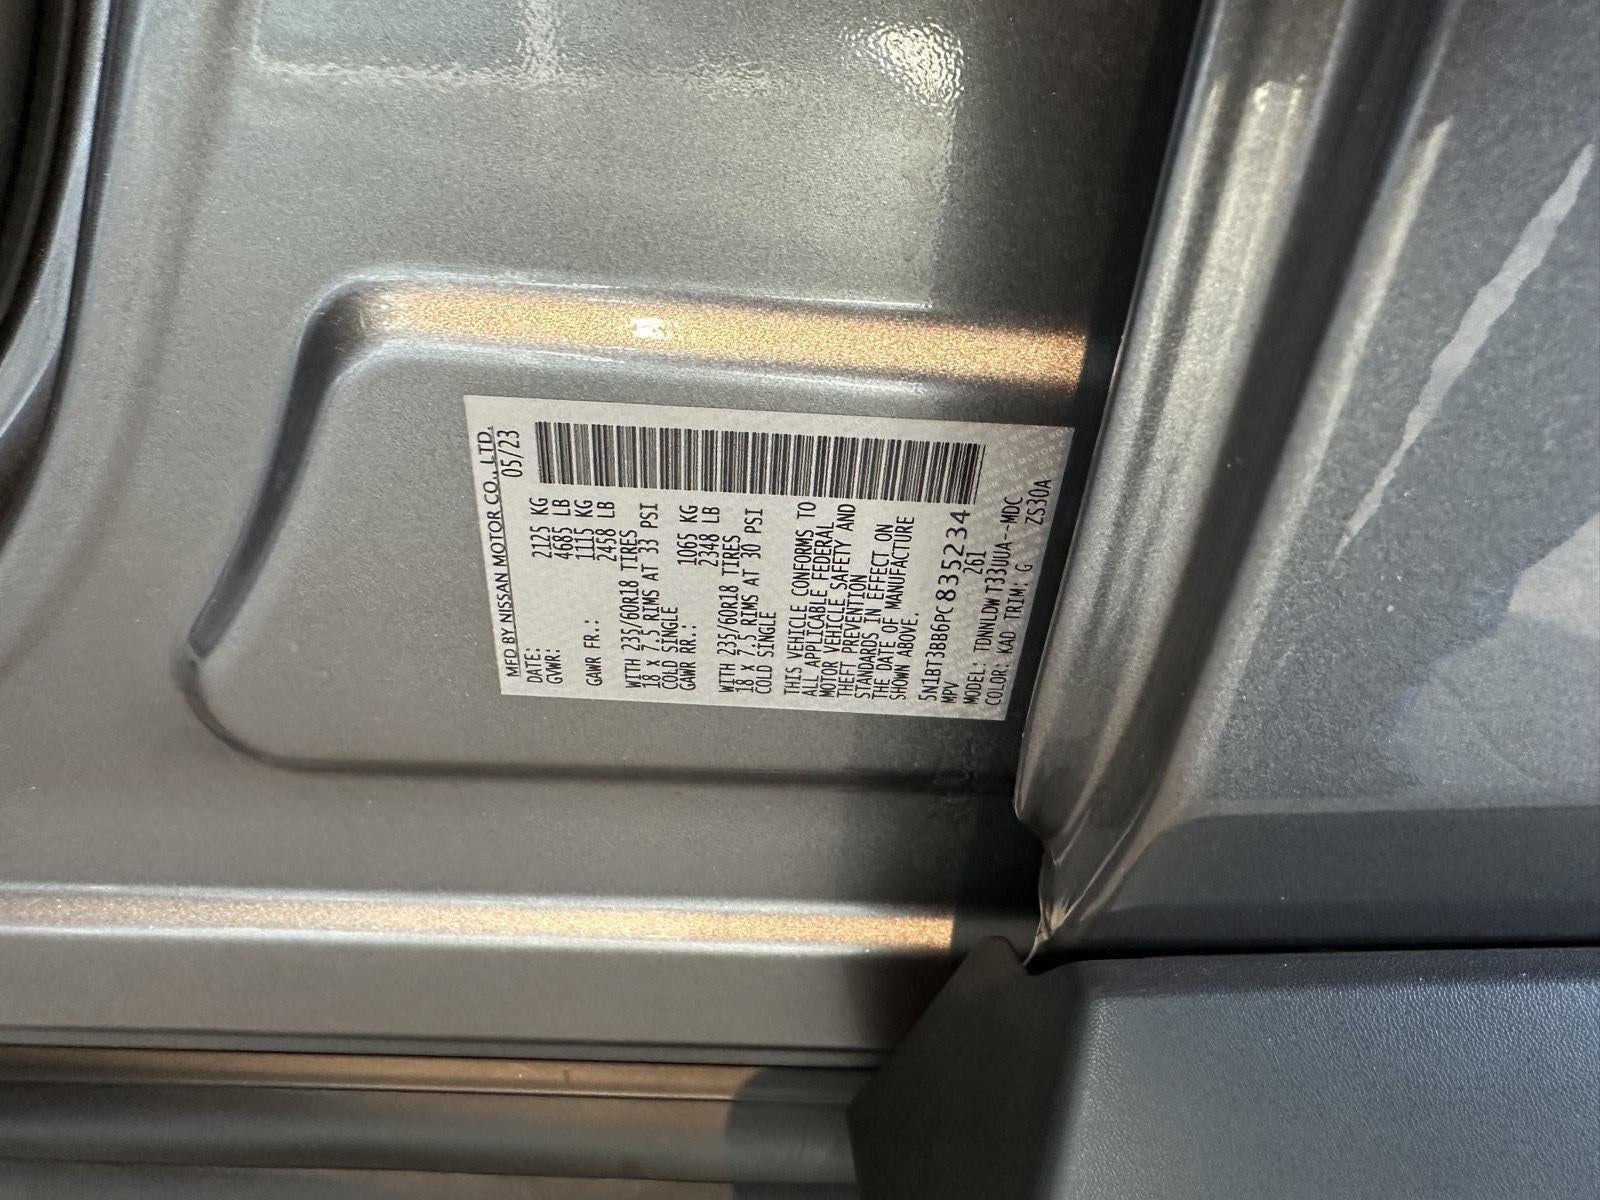 MFD BY NISSAN MOTOR CO., LTD.
DATE: 05/23
GVWR: 2125 KG
4685 LB
GAWR FR.: 1115 KG
2458 LB
WITH 235/60R18 TIRES
18 x 7.5 RIMS AT 33 PSI
COLD SINGLE
GAWR RR.: 1065 KG
2348 LB
WITH 235/60R18 TIRES
18 x 7.5 RIMS AT 30 PSI
COLD SINGLE
THIS VEHICLE CONFORMS TO
ALL APPLICABLE FEDERAL
MOTOR VEHICLE SAFETY AND
THEFT PREVENTION
STANDARDS IN EFFECT ON
THE DATE OF MANUFACTURE
SHOWN ABOVE.
5N1BT3BB6PC835234
MPV 261
MODEL: TDNNLDWT33UUA--MDC
COLOR: KAD TRIM: G ZS30A